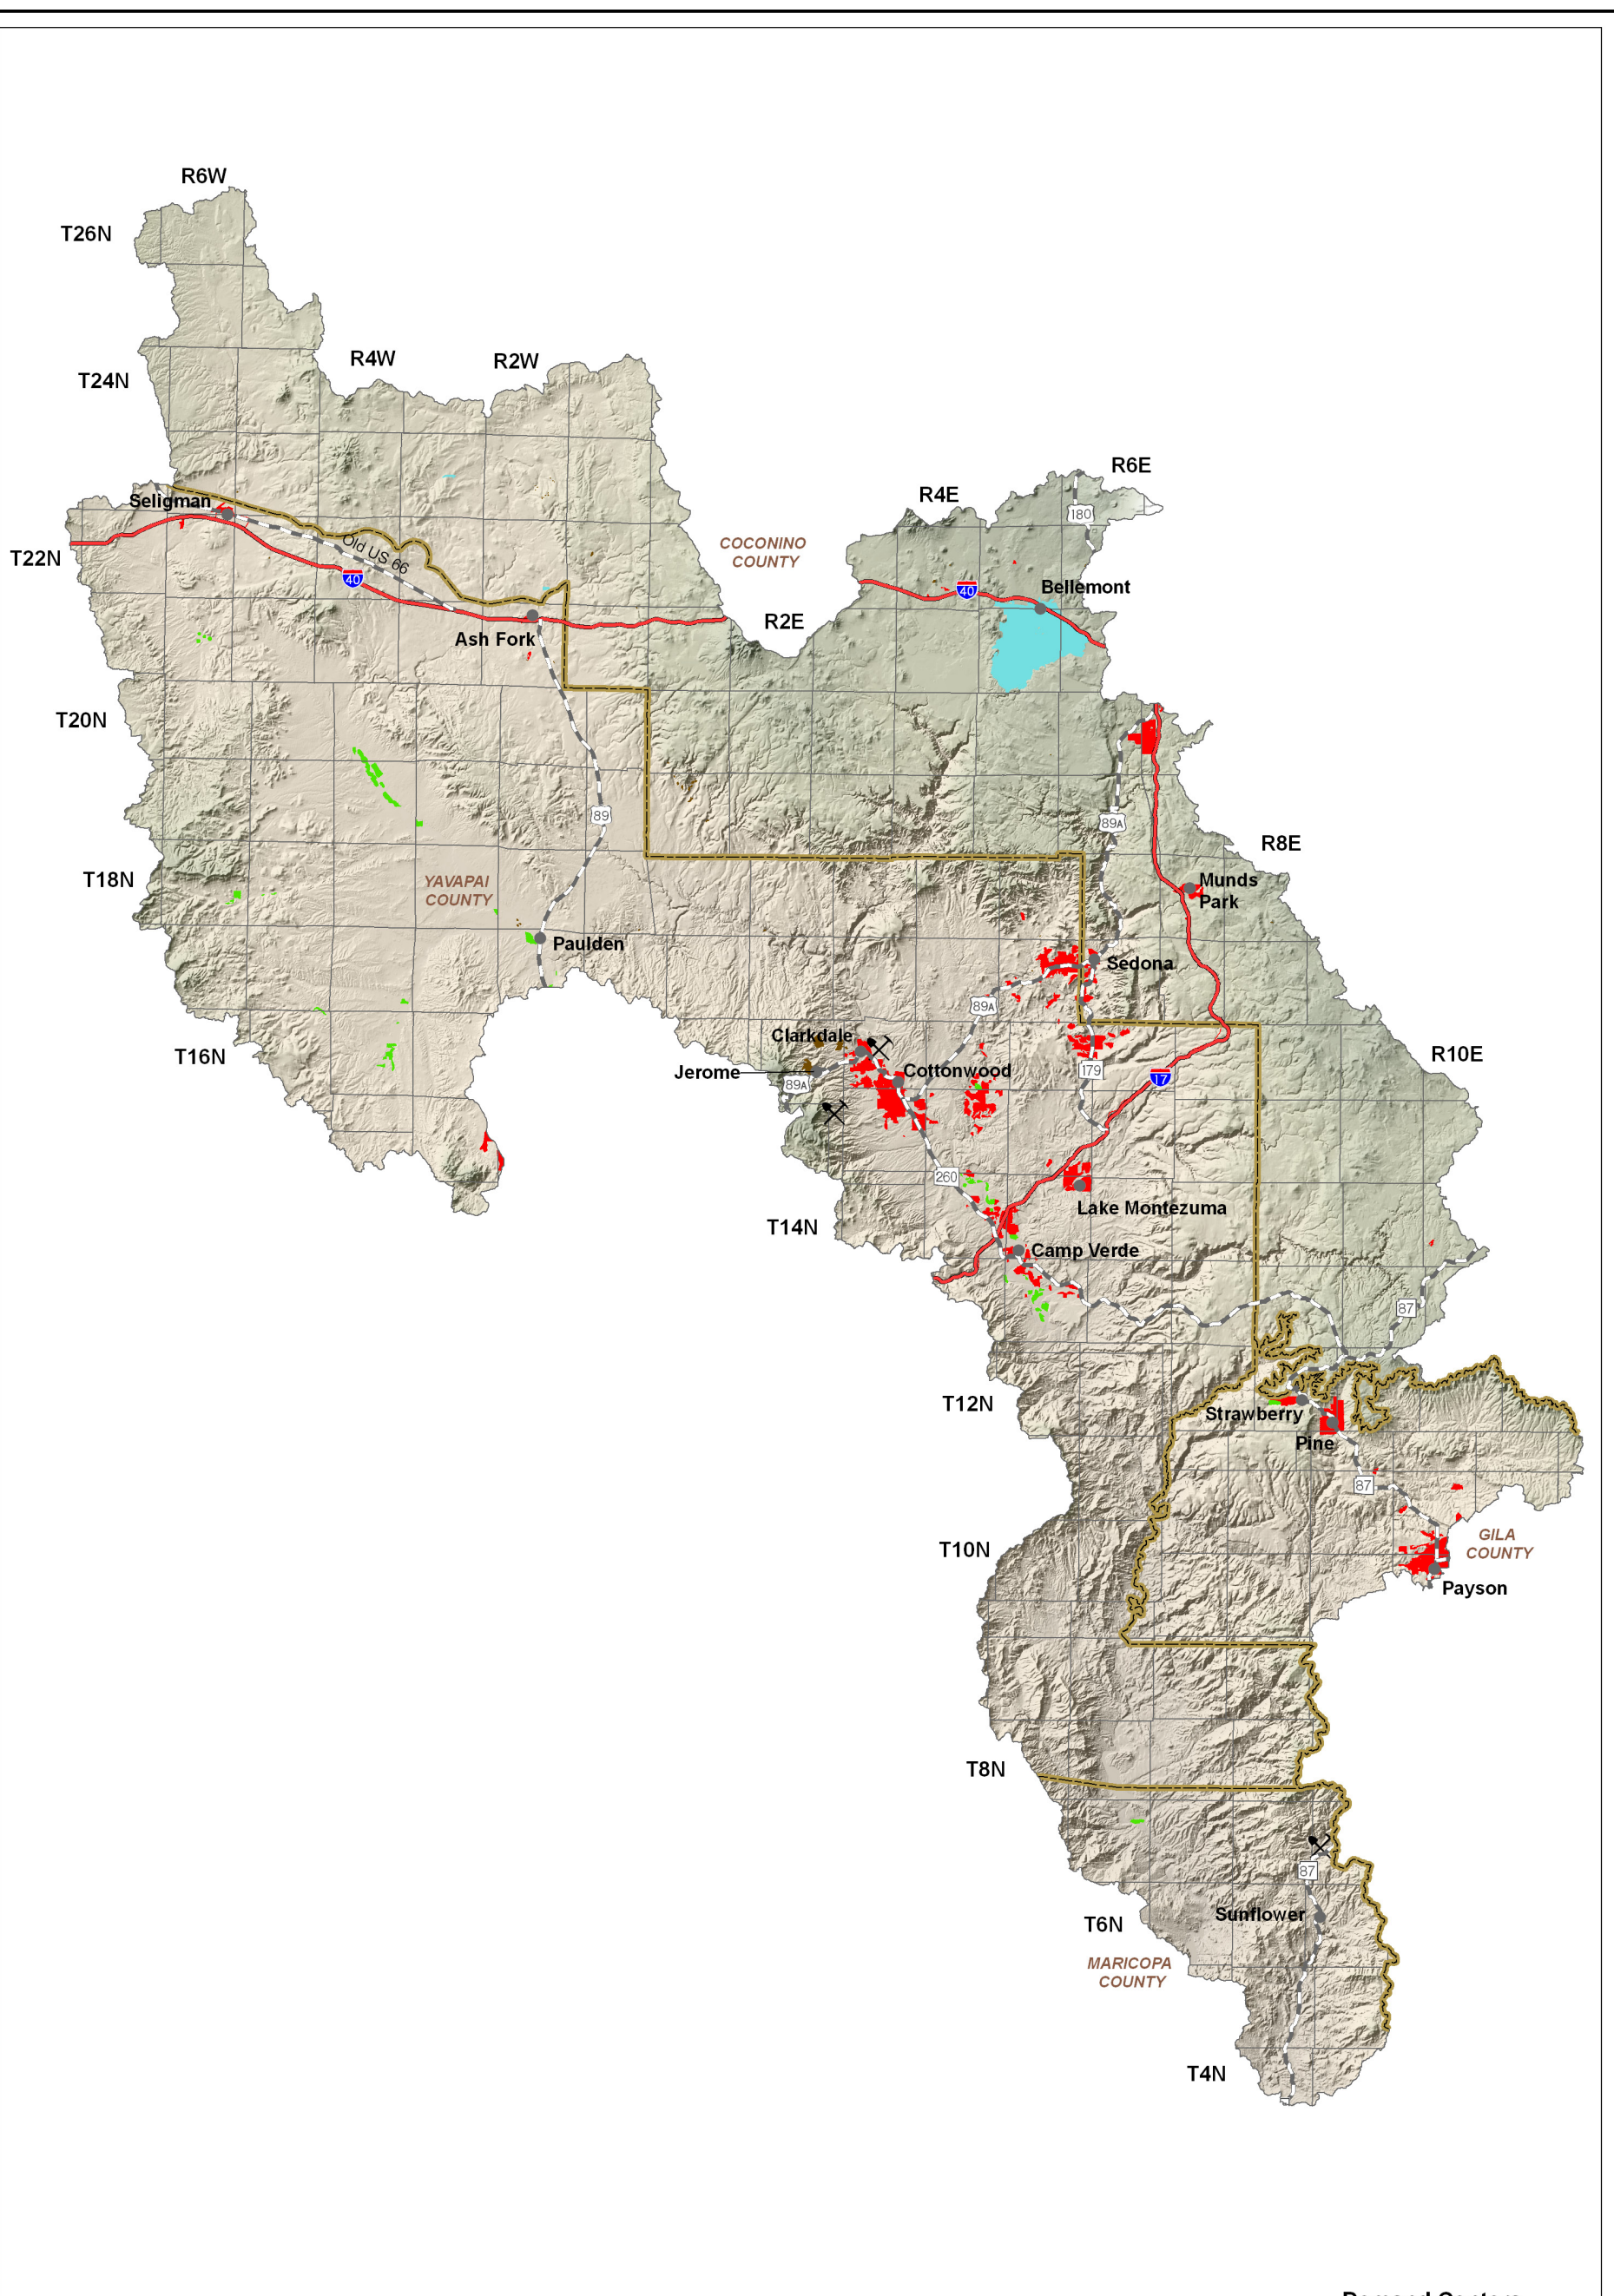 R6W
T26N
R4W
R2W
T24N
R6E
R4E
Seligman
180
Old US 66
COCONINO
COUNTY
T22N
40
40
Bellemont
R2E
Ash Fork
T20N
89
89A
R8E
T18N
YAVAPAI
COUNTY
Munds
Park
Paulden
Sedona
89A
Clarkdale
T16N
R10E
Jerome
Cottonwood
89A
179
17
260
Lake Montezuma
T14N
Camp Verde
87
T12N
Strawberry
Pine
87
T10N
GILA
COUNTY
Payson
T8N
87
Sunflower
T6N
MARICOPA
COUNTY
T4N